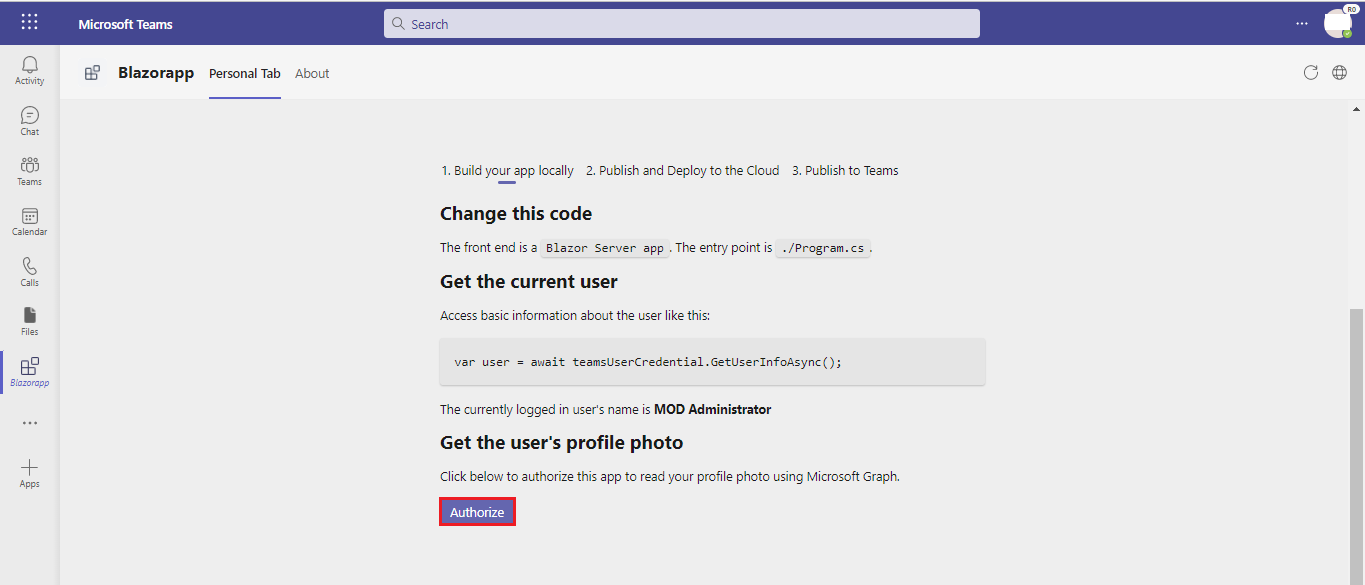 Microsoft Teams
Search
RO
Activity
Chat
Teams
Calendar
Calls
Files
Blazorapp
Apps
Blazorapp Personal Tab About
1. Build your app locally 2. Publish and Deploy to the Cloud 3. Publish to Teams
Change this code
The front end is a Blazor Server app. The entry point is ./Program.cs.
Get the current user
Access basic information about the user like this:
var user = await teamsUserCredential.GetUserInfoAsync();
The currently logged in user's name is MOD Administrator
Get the user's profile photo
Click below to authorize this app to read your profile photo using Microsoft Graph.
Authorize